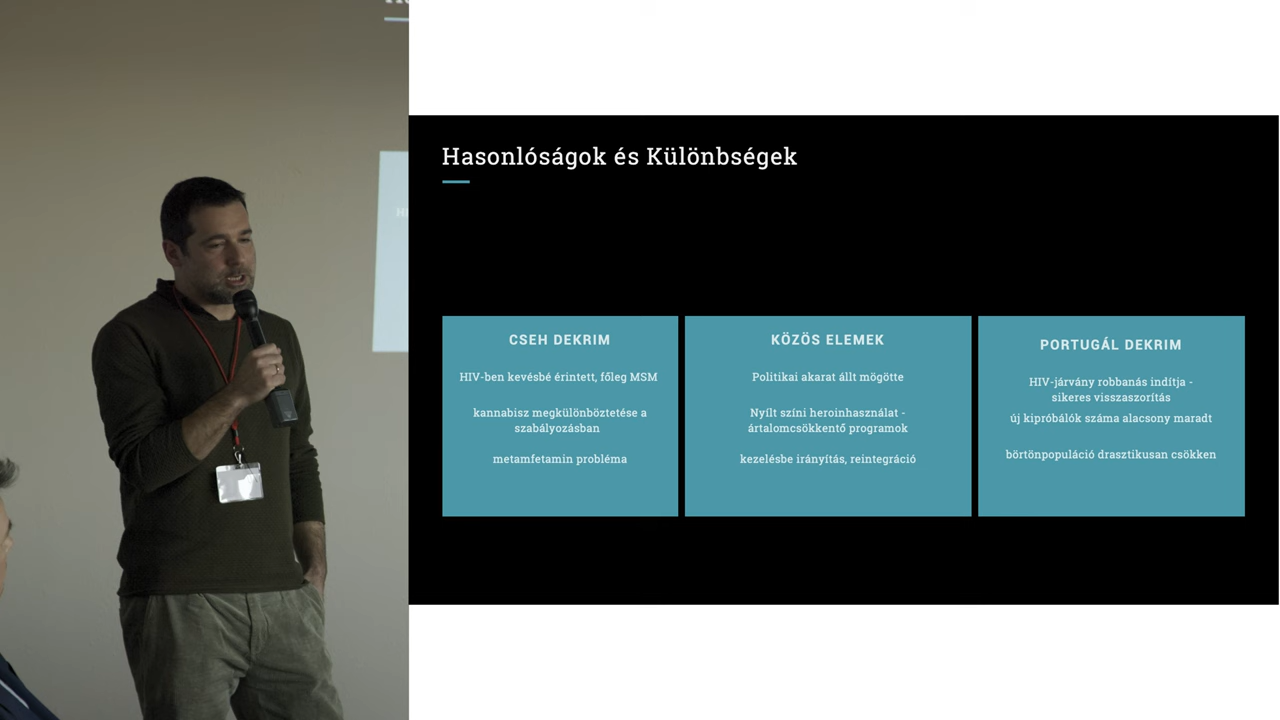 Hasonlóságok és Különbségek
CSEH DEKRIM
HIV-ben kevésbé érintett, főleg MSM
kannabisz megkülönböztetése a
szabályozásban
metamfetamin probléma
KÖZÖS ELEMEK
Politikai akarat állt mögötte
Nyílt színi heroinhasználat -
ártalomcsökkentő programok
kezelésbe irányítás, reintegráció
PORTUGÁL DEKRIM
HIV-járvány robbanás indítja -
sikeres visszaszorítás
új kipróbálók száma alacsony maradt
börtönpopuláció drasztikusan csökken